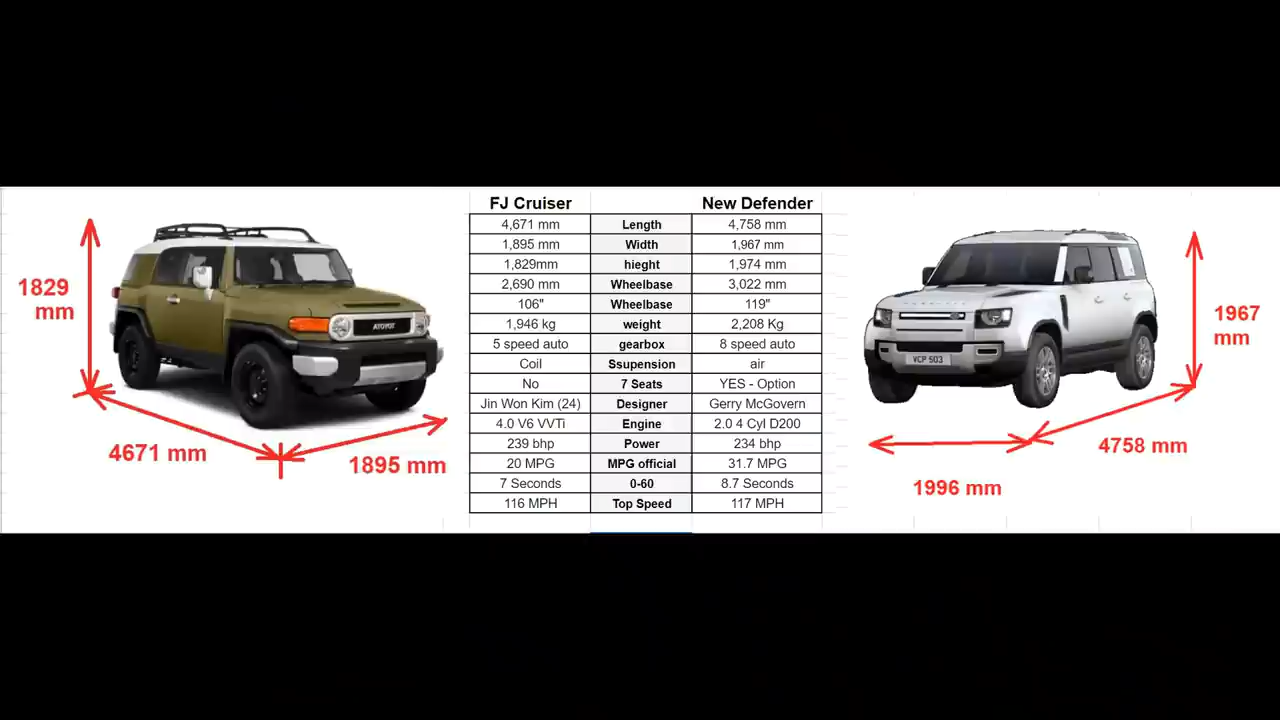 FJ Cruiser New Defender
4,671 mm Length 4,758 mm
1,895 mm Width 1,967 mm
1,829mm hieght 1,974 mm
2,690 mm Wheelbase 3,022 mm
106" Wheelbase 119"
1,946 kg weight 2,208 Kg
5 speed auto gearbox 8 speed auto
Coil Ssuspension air
No 7 Seats YES - Option
Jin Won Kim (24) Designer Gerry McGovern
4.0 V6 VVTi Engine 2.0 4 Cyl D200
239 bhp Power 234 bhp
20 MPG MPG official 31.7 MPG
7 Seconds 0-60 8.7 Seconds
116 MPH Top Speed 117 MPH
1829
mm
4671 mm
1895 mm
VCP 503
1967
mm
4758 mm
1996 mm